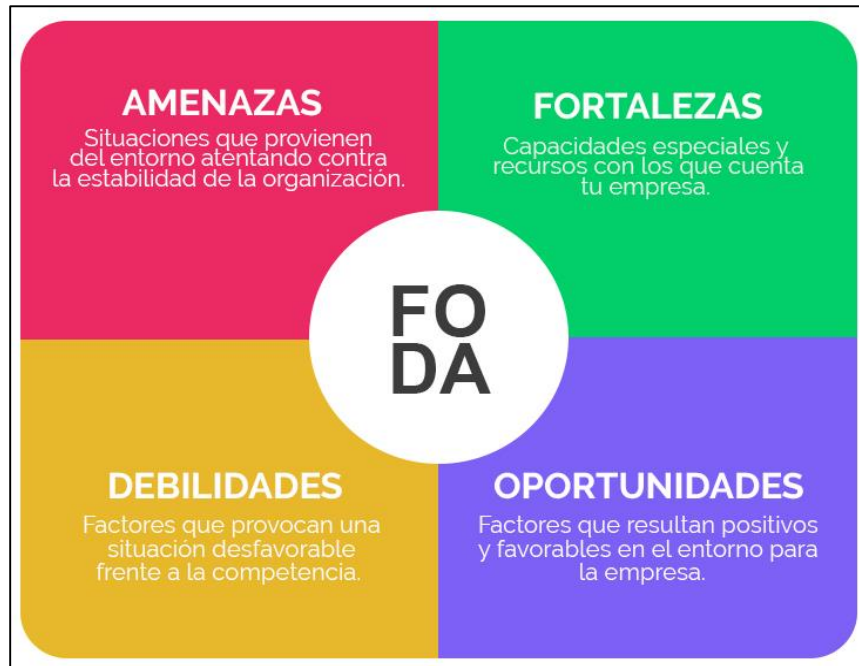 AMENAZAS
Situaciones que provienen
del entorno atentando contra
la estabilidad de la organización.
FORTALEZAS
Capacidades especiales y
recursos con los que cuenta
tu empresa.
FO
DA
DEBILIDADES
Factores que provocan una
situación desfavorable
frente a la competencia.
OPORTUNIDADES
Factores que resultan positivos
y favorables en el entorno para
la empresa.